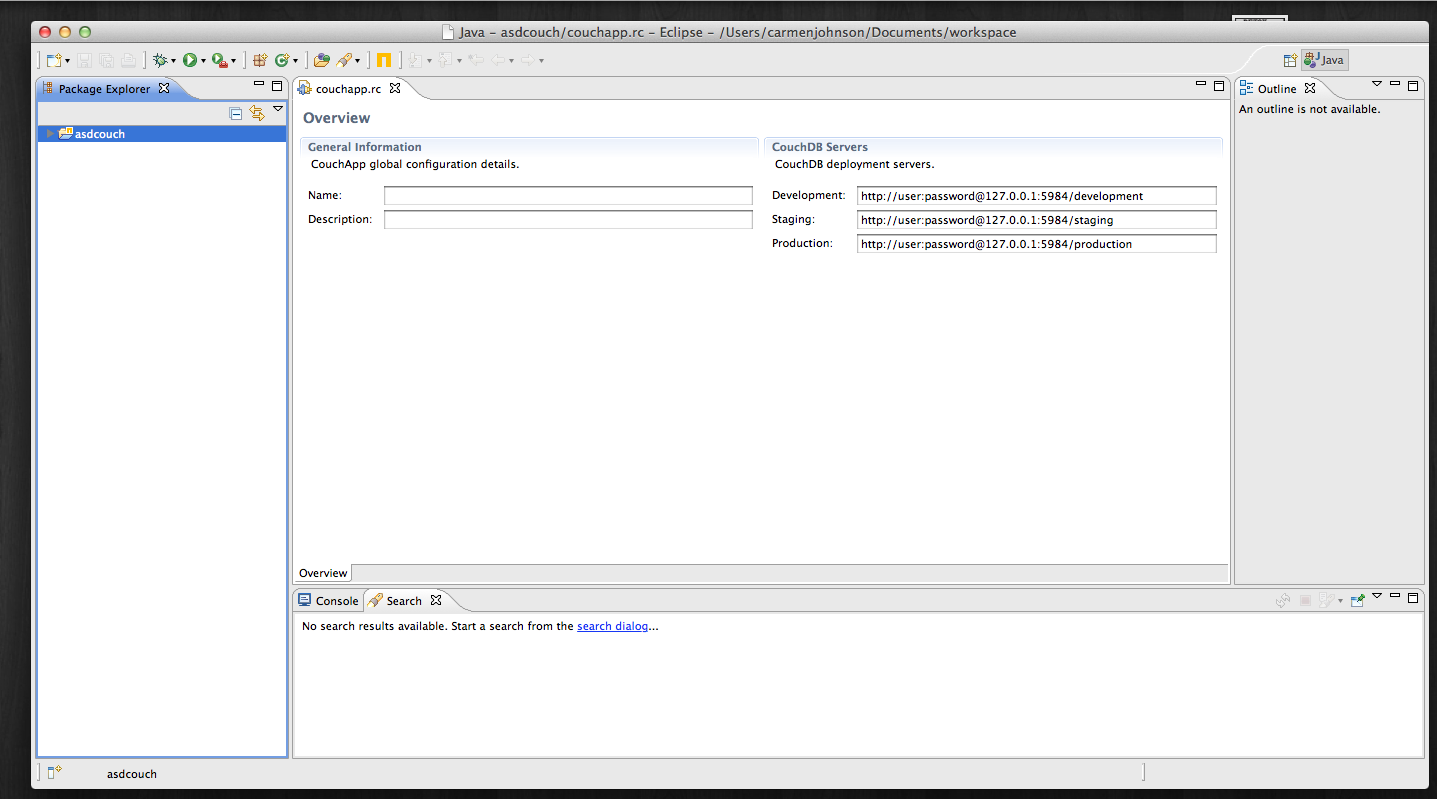 Java – asdcouch/couchapp.rc – Eclipse – /Users/carmenjohnson/Documents/workspace
Java
Package Explorer
asdcouch
couchapp.rc
Overview
General Information
CouchApp global configuration details.
Name:
Description:
CouchDB Servers
CouchDB deployment servers.
Development: http://user:password@127.0.0.1:5984/development
Staging: http://user:password@127.0.0.1:5984/staging
Production: http://user:password@127.0.0.1:5984/production
Overview
Outline
An outline is not available.
Console Search
No search results available. Start a search from the search dialog...
asdcouch